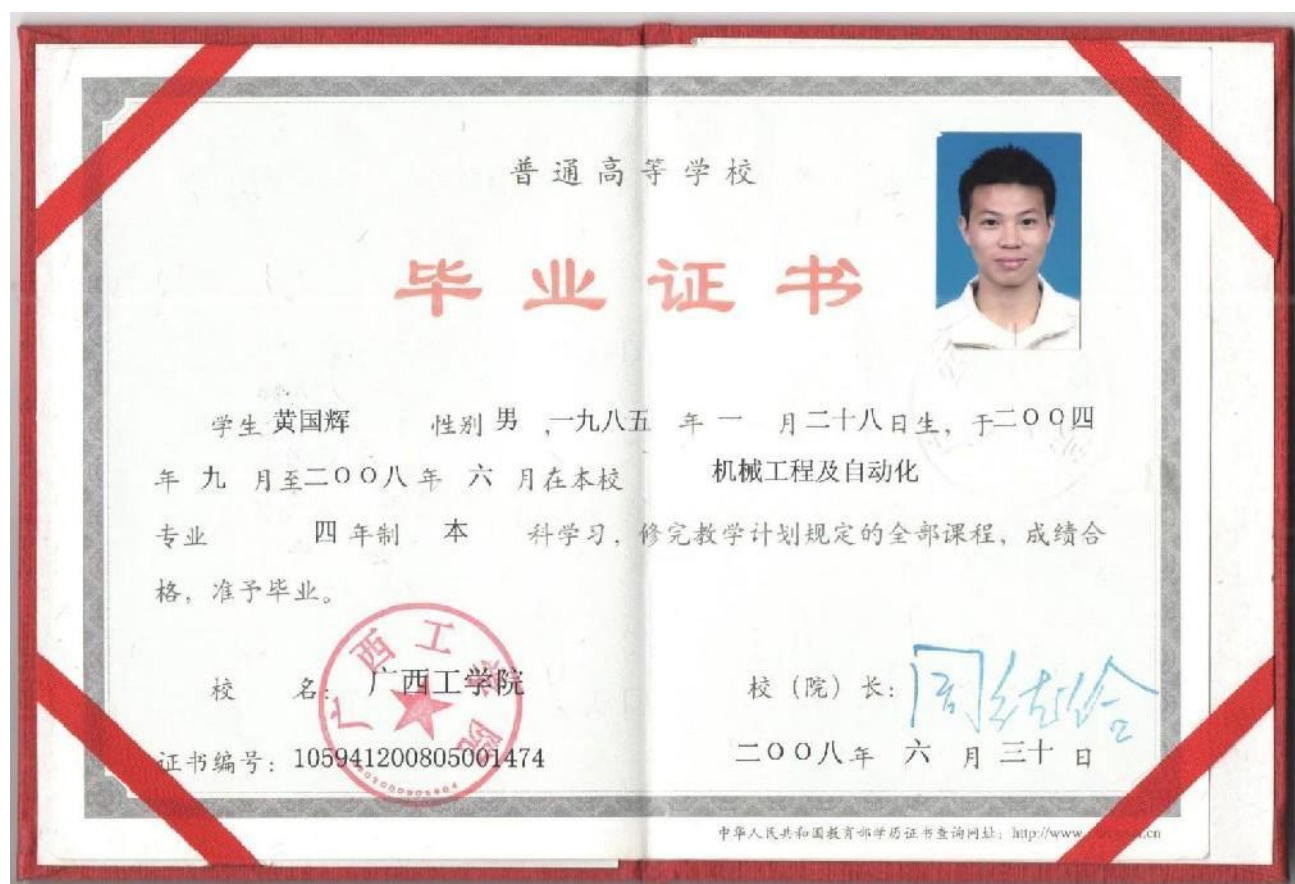 普通高等学校
毕业证书
学生 黄国辉 性别 男 ,一九八五 年 一 月二十八日生, 于二〇〇四
年 九 月至二〇〇八年 六 月在本校 机械工程及自动化
专业 四年制 本 科学习, 修完教学计划规定的全部课程, 成绩合
格, 准予毕业。
校 名: 广西工学院
广西工学院
校（院）长:
证书编号: 105941200805001474
二〇〇八年 六 月 三十 日
中华人民共和国教育部学历证书查询网址: http://www.